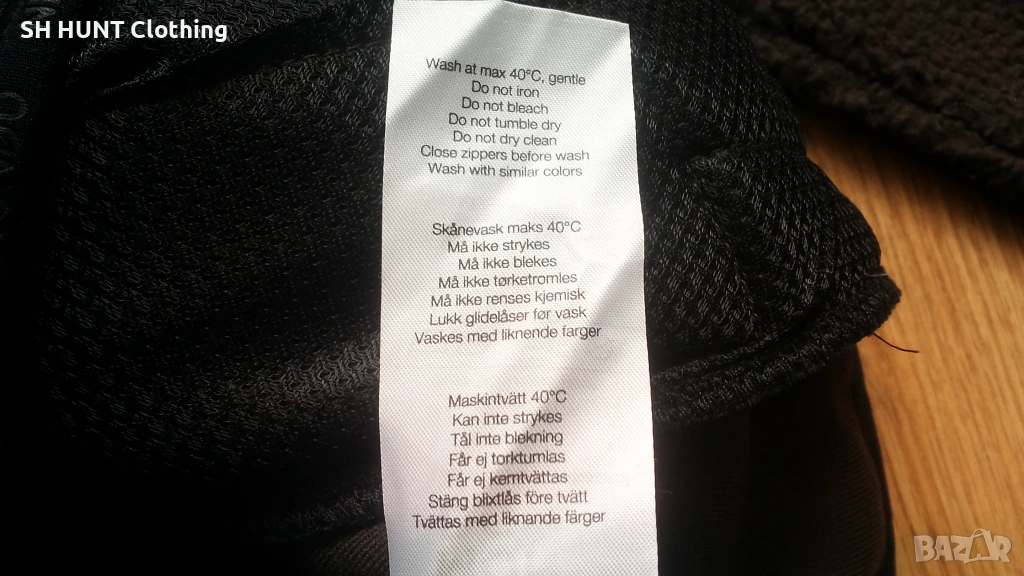 SH HUNT Clothing
Wash at max 40°C, gentle
Do not iron
Do not bleach
Do not tumble dry
Do not dry clean
Close zippers before wash
Wash with similar colors
Skånevask maks 40°C
Må ikke strykes
Må ikke blekes
Må ikke tørketromles
Må ikke renses kjemisk
Lukk glidelåser før vask
Vaskes med liknende farger
Maskintvätt 40°C
Kan inte strykes
Tål inte blekning
Får ej torktumlas
Får ej kemtvättas
Stäng blixtlås före tvätt
Tvättas med liknande färger
BAZAR